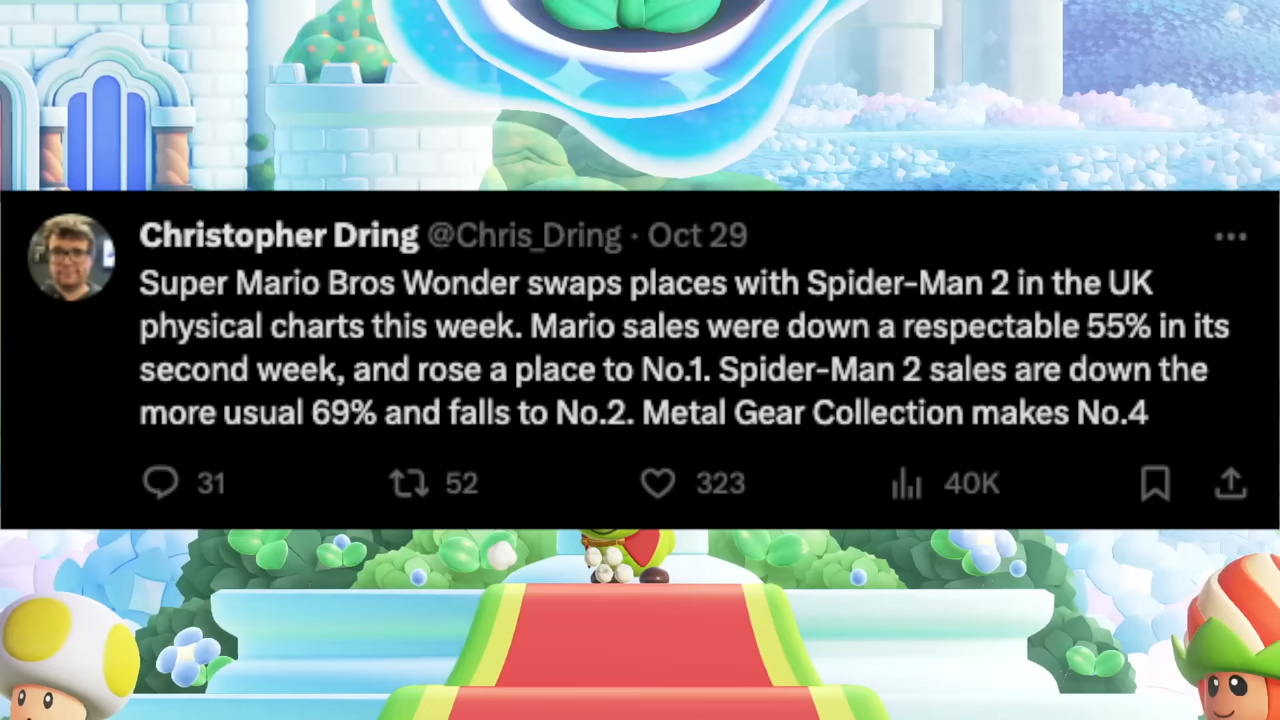 Christopher Dring @Chris_Dring · Oct 29
Super Mario Bros Wonder swaps places with Spider-Man 2 in the UK
physical charts this week. Mario sales were down a respectable 55% in its
second week, and rose a place to No.1. Spider-Man 2 sales are down the
more usual 69% and falls to No.2. Metal Gear Collection makes No.4
31 52 323 40K